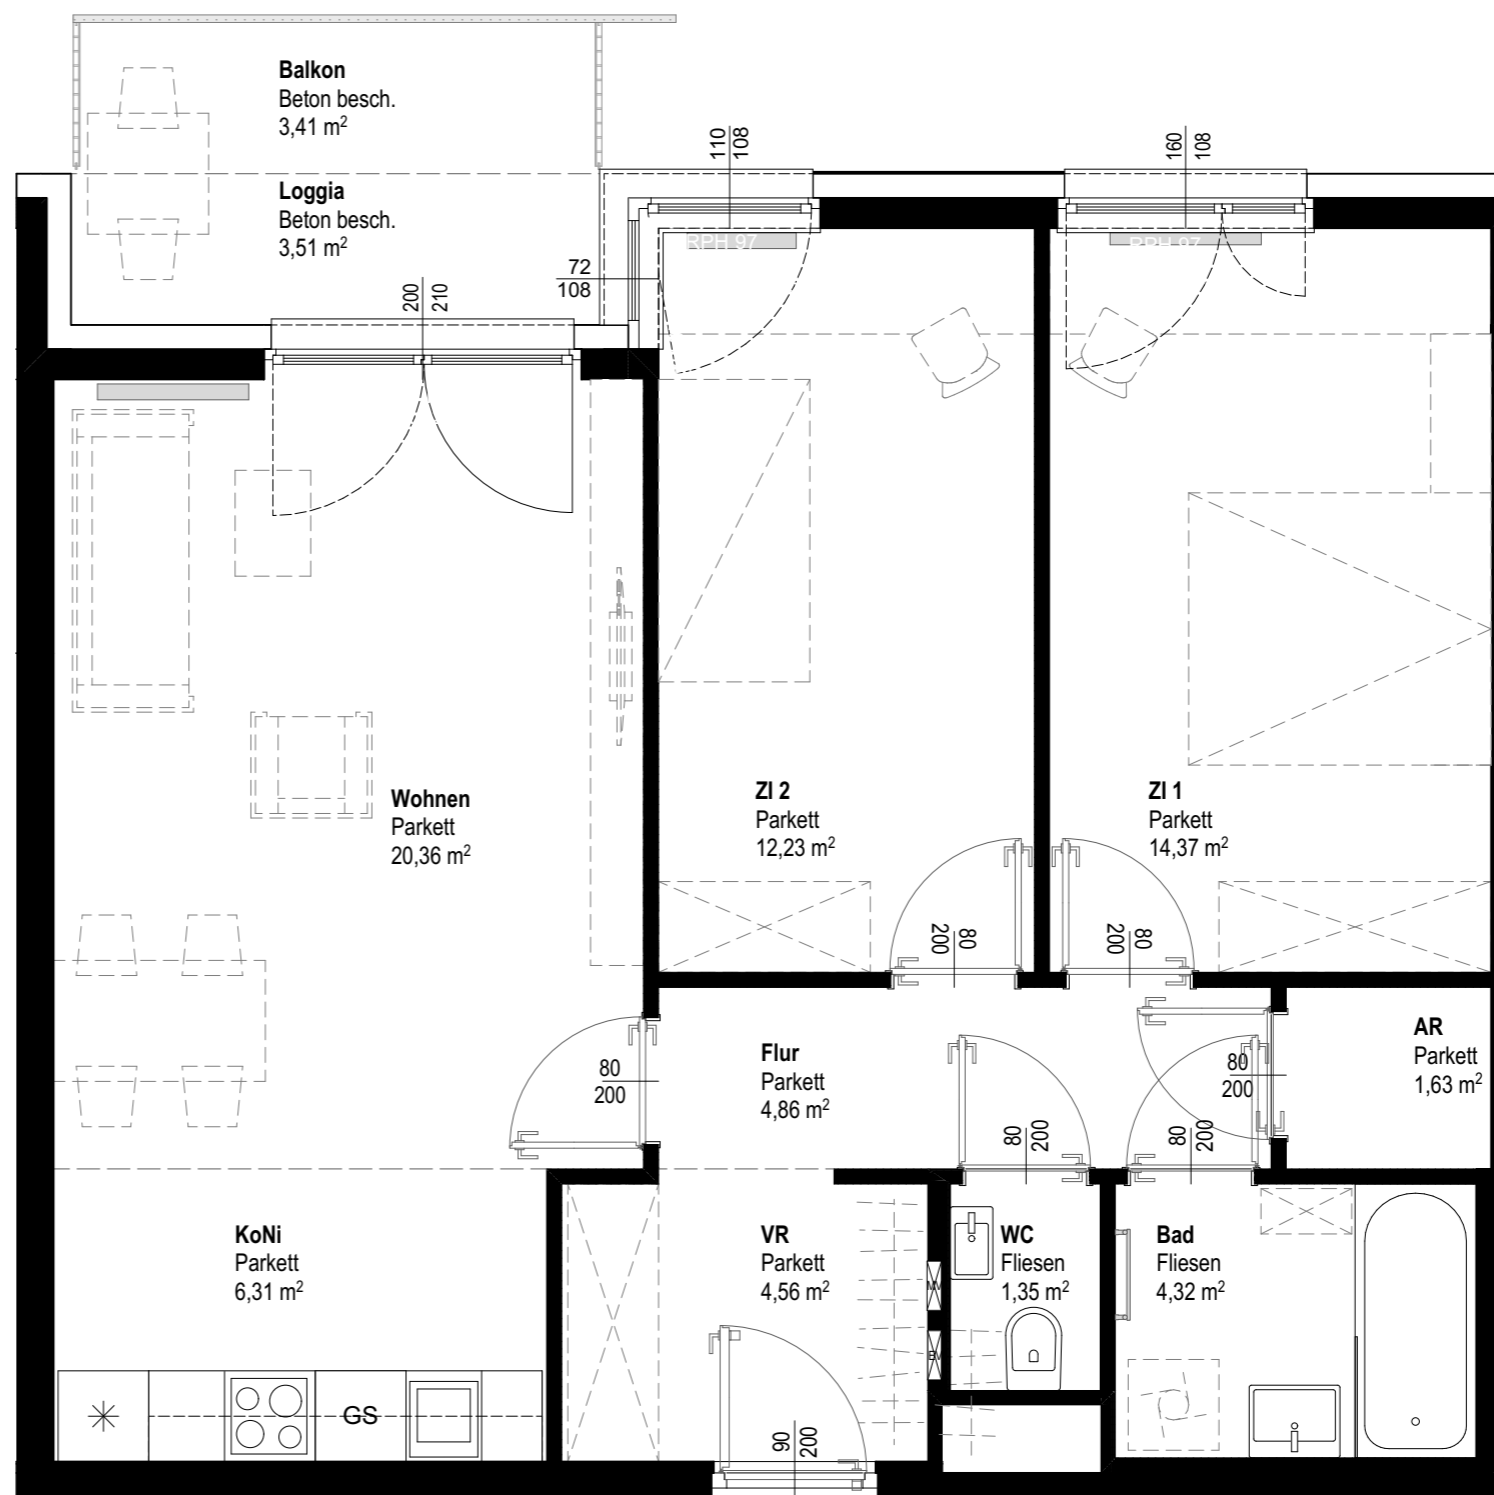 Balkon
Beton besch.
3,41 m²
Loggia
Beton besch.
3,51 m²
110
108
160
108
RPH 97
RPH 97
72
108
200
210
Wohnen
Parkett
20,36 m²
ZI 2
Parkett
12,23 m²
ZI 1
Parkett
14,37 m²
80
200
80
200
Flur
Parkett
4,86 m²
AR
Parkett
1,63 m²
80
200
80
200
80
200
80
200
KoNi
Parkett
6,31 m²
VR
Parkett
4,56 m²
WC
Fliesen
1,35 m²
Bad
Fliesen
4,32 m²
GS
90
200